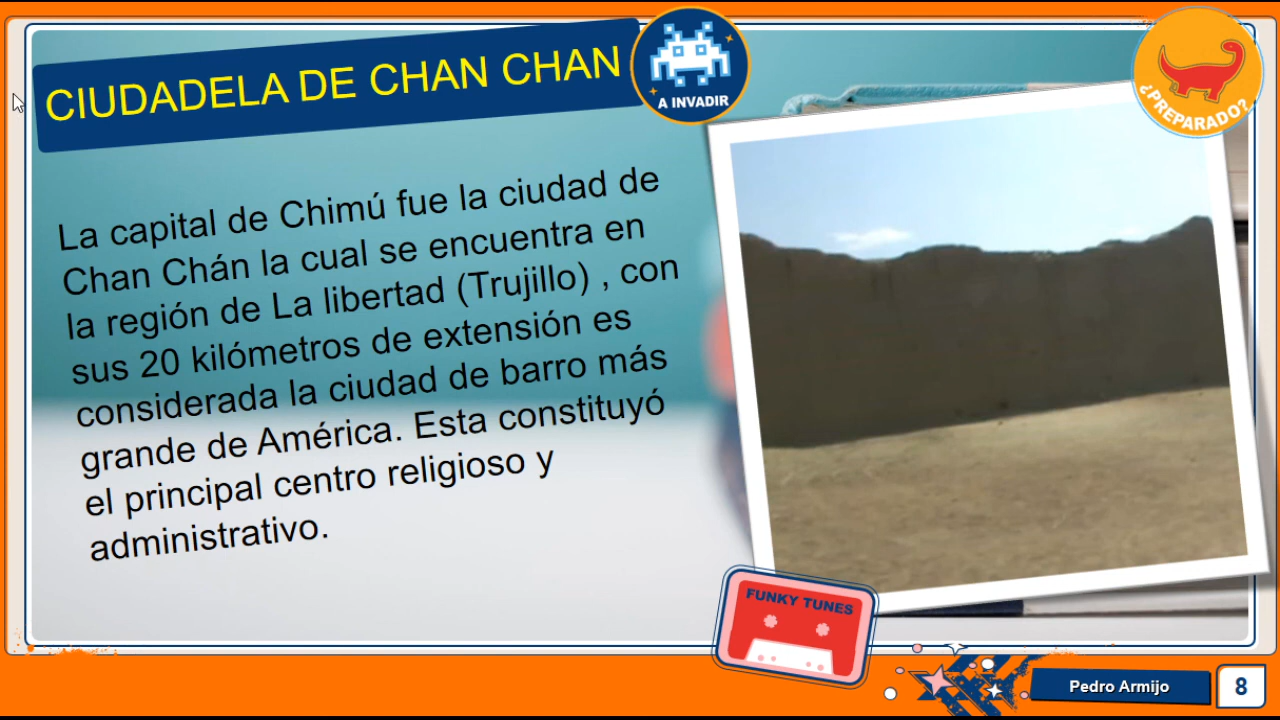 CIUDADELA DE CHAN CHAN
A INVADIR
¿PREPARADO?
La capital de Chimú fue la ciudad de
Chan Chán la cual se encuentra en
la región de La libertad (Trujillo) , con
sus 20 kilómetros de extensión es
considerada la ciudad de barro más
grande de América. Esta constituyó
el principal centro religioso y
administrativo.
FUNKY TUNES
Pedro Armijo
8